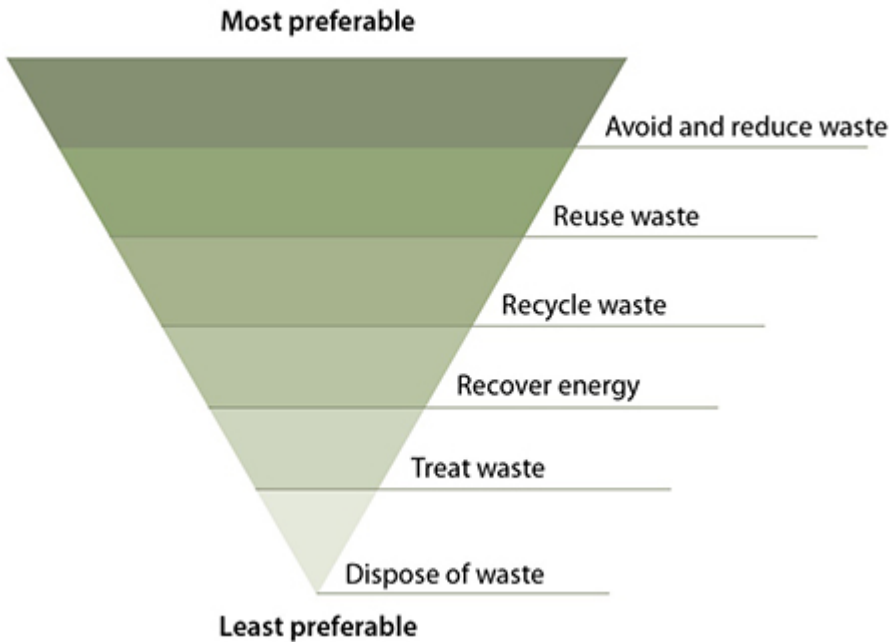 Most preferable
Avoid and reduce waste
Reuse waste
Recycle waste
Recover energy
Treat waste
Dispose of waste
Least preferable